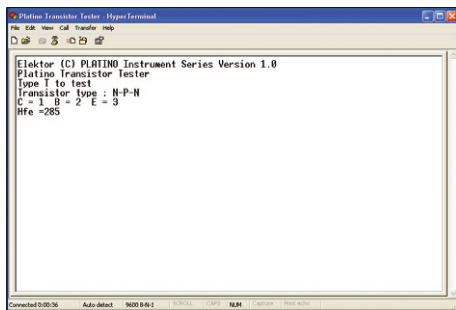 Platino Transistor Tester - HyperTerminal
File Edit View Call Transfer Help
Elektor (C) PLATINO Instrument Series Version 1.0
Platino Transistor Tester
Type T to test
Transistor type : N-P-N
C = 1 B = 2 E = 3
Hfe =285
Connected 0:00:36 Auto detect 9600 8-N-1 SCROLL CAPS NUM Capture Print echo